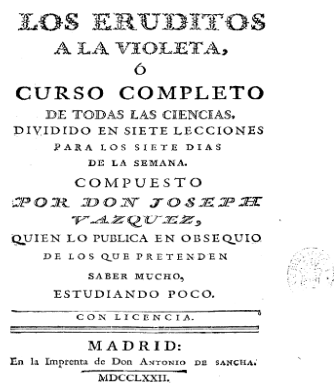 LOS ERUDITOS
A LA VIOLETA,
Ó
CURSO COMPLETO
DE TODAS LAS CIENCIAS,
DIVIDIDO EN SIETE LECCIONES
PARA LOS SIETE DIAS
DE LA SEMANA.
COMPUESTO
POR DON JOSEPH
VAZQUEZ,
QUIEN LO PUBLICA EN OBSEQUIO
DE LOS QUE PRETENDEN
SABER MUCHO,
ESTUDIANDO POCO.
CON LICENCIA.
MADRID:
En la Imprenta de Don ANTONIO DE SANCHA.
MDCCLXXII.